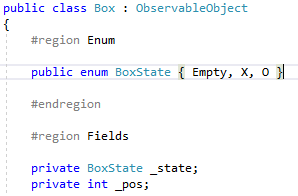 public class Box : ObservableObject
{
#region Enum
public enum BoxState { Empty, X, O }
#endregion
#region Fields
private BoxState _state;
private int _pos;